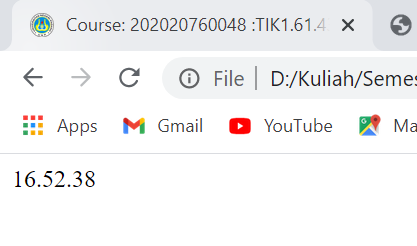 Course: 202020760048 :TIK1.61.4
File | D:/Kuliah/Semes
Apps Gmail YouTube Ma
16.52.38